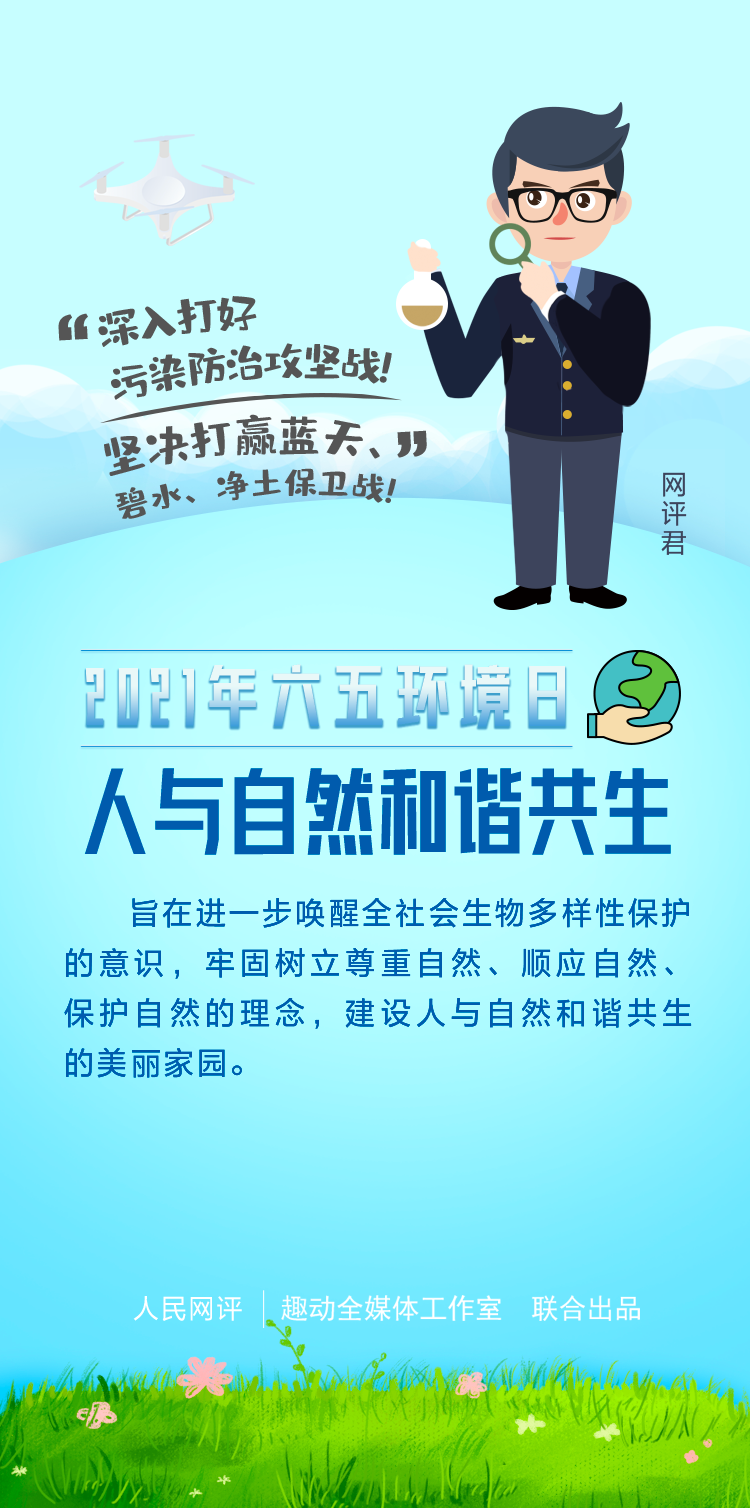 “深入打好
污染防治攻坚战!
坚决打赢蓝天、”
碧水、净土保卫战!
网评君
2021年六五环境日
人与自然和谐共生
旨在进一步唤醒全社会生物多样性保护
的意识，牢固树立尊重自然、顺应自然、
保护自然的理念，建设人与自然和谐共生
的美丽家园。
人民网评 | 趣动全媒体工作室 联合出品